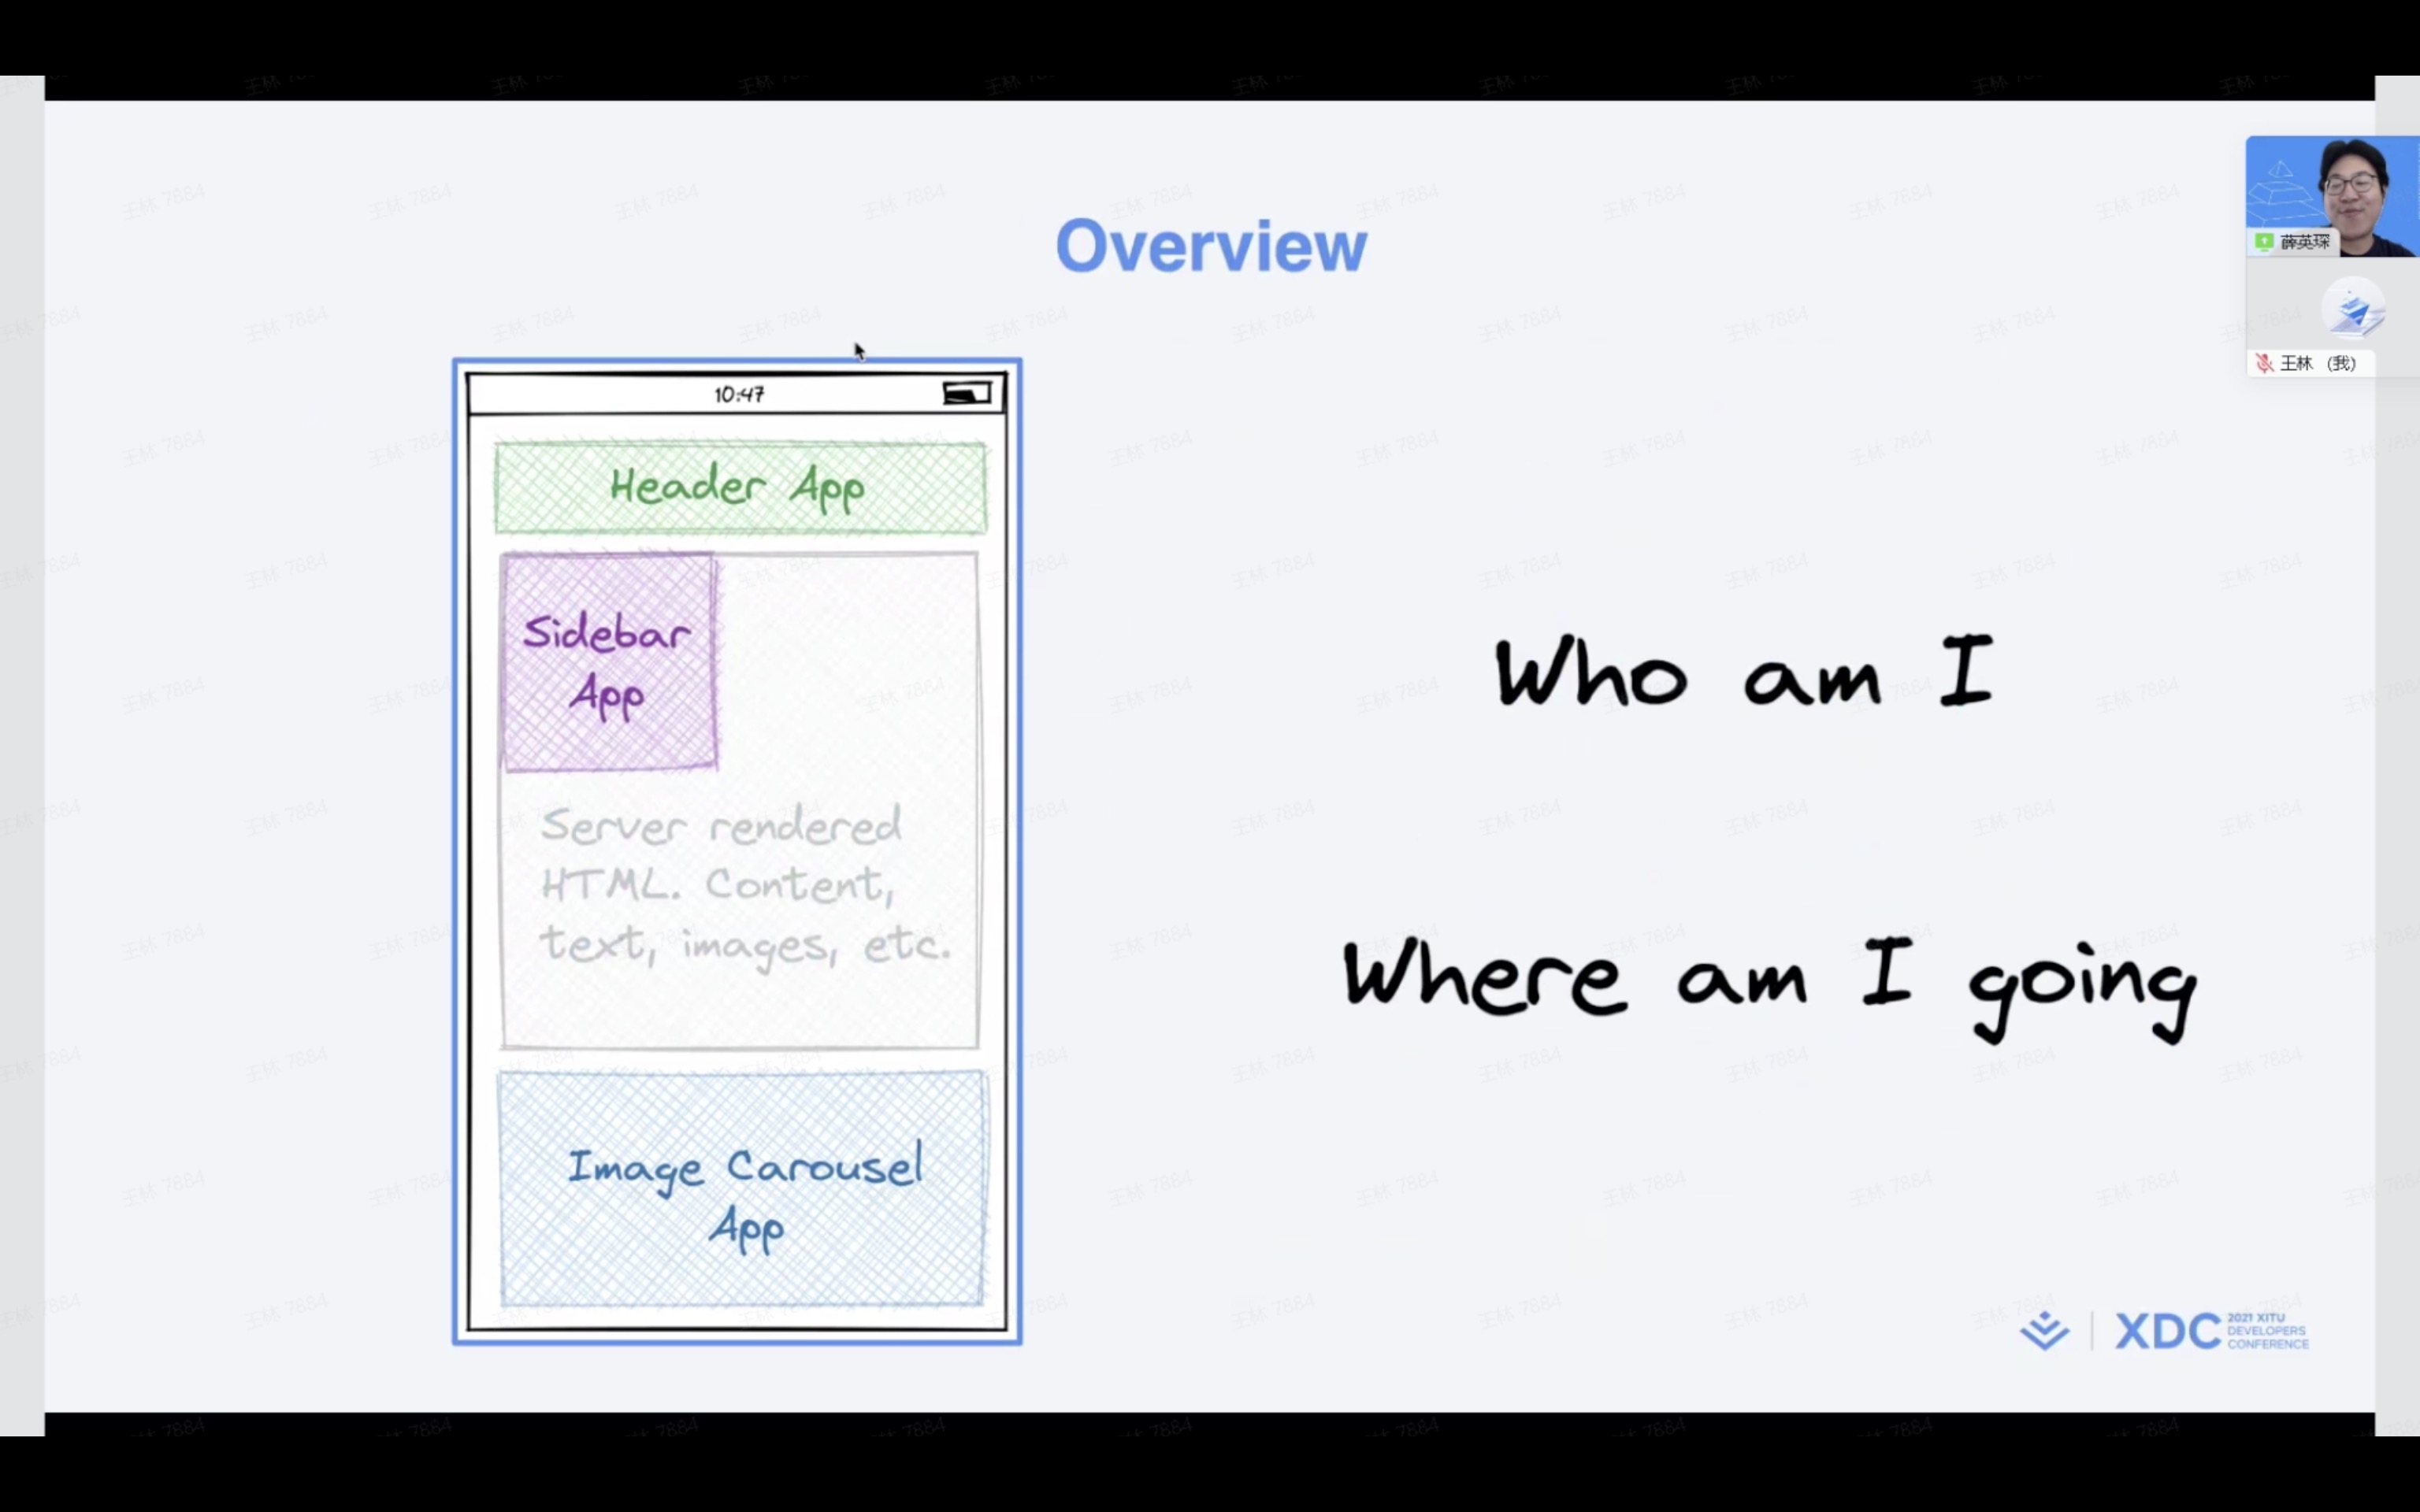 Overview
薛英琛
王林 (我)
10:47
Header App
Sidebar
App
Server rendered
HTML. Content,
text, images, etc.
Image Carousel
App
Who am I
Where am I going
XDC
2021 XITU
DEVELOPERS
CONFERENCE
王林 7884